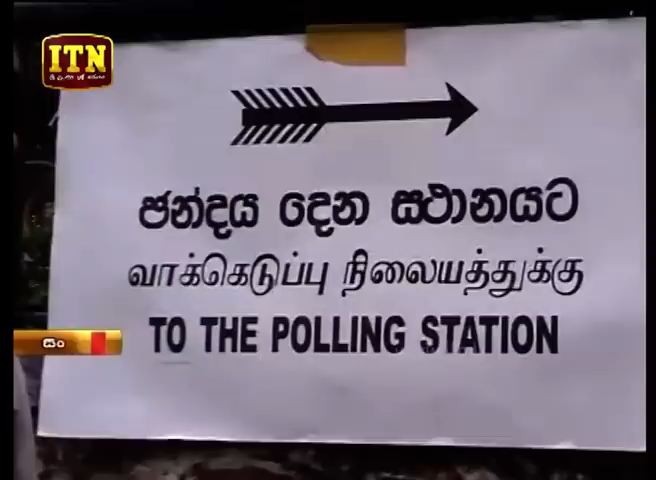 ITN
ඡන්දය දෙන ස්ථානයට
வாக்கெடுப்பு நிலையத்துக்கு
TO THE POLLING STATION
සං